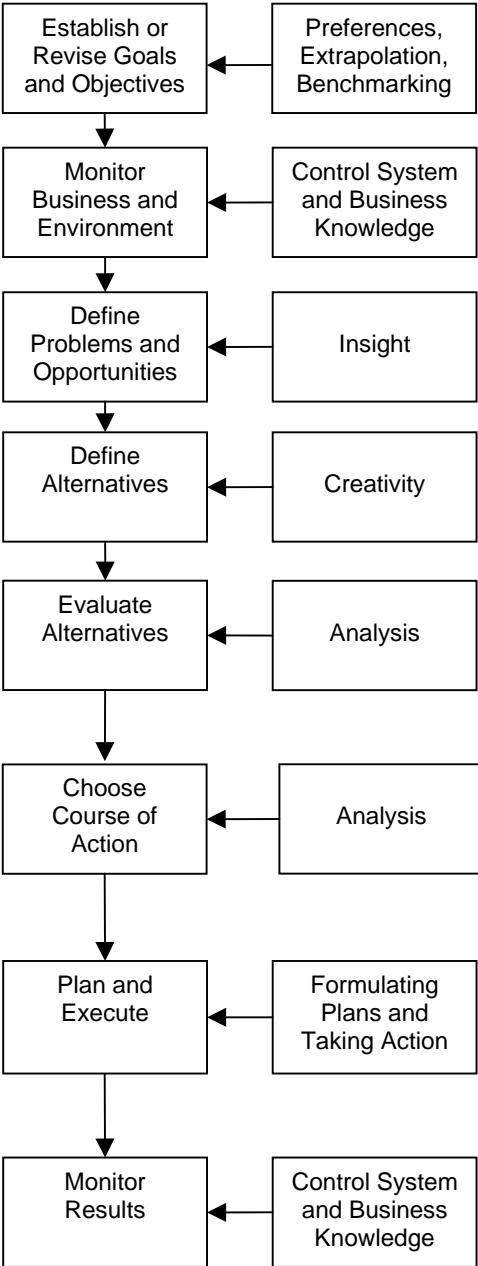 Establish or
Revise Goals
and Objectives
Preferences,
Extrapolation,
Benchmarking
Monitor
Business and
Environment
Control System
and Business
Knowledge
Define
Problems and
Opportunities
Insight
Define
Alternatives
Creativity
Evaluate
Alternatives
Analysis
Choose
Course of
Action
Analysis
Plan and
Execute
Formulating
Plans and
Taking Action
Monitor
Results
Control System
and Business
Knowledge